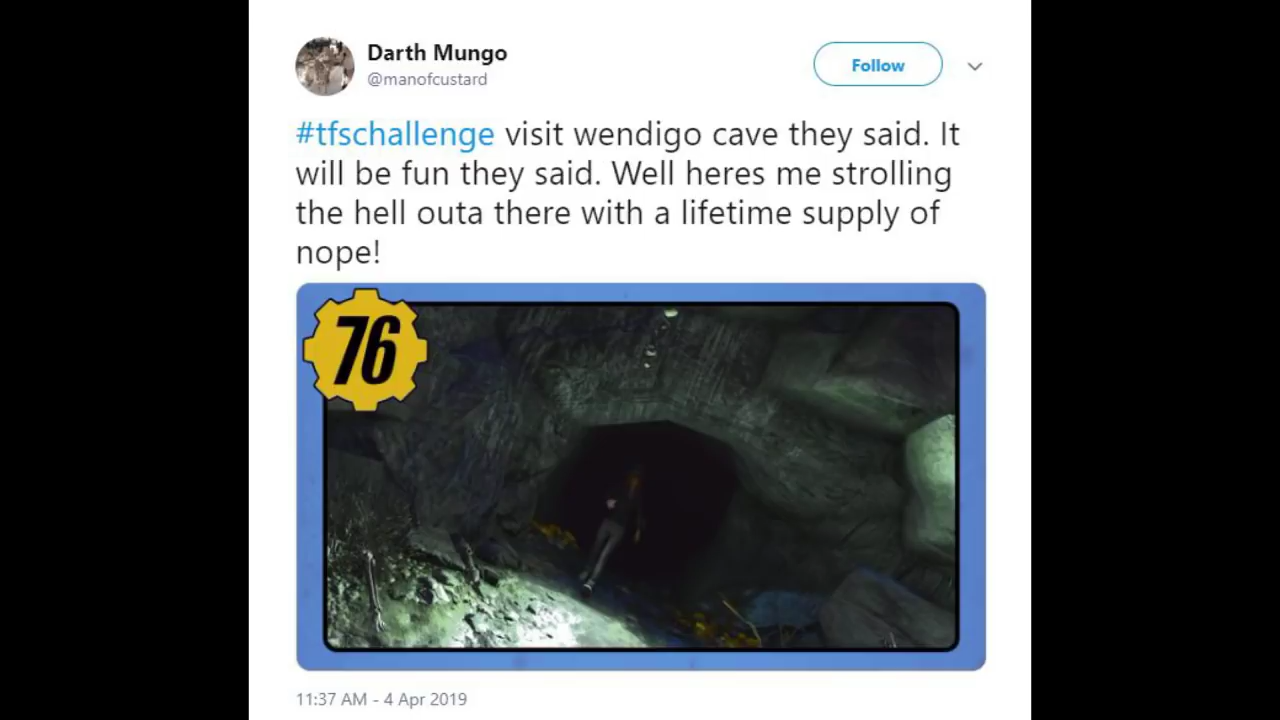 Darth Mungo
@manofcustard
Follow
#tfschallenge visit wendigo cave they said. It
will be fun they said. Well heres me strolling
the hell outa there with a lifetime supply of
nope!
76
11:37 AM - 4 Apr 2019